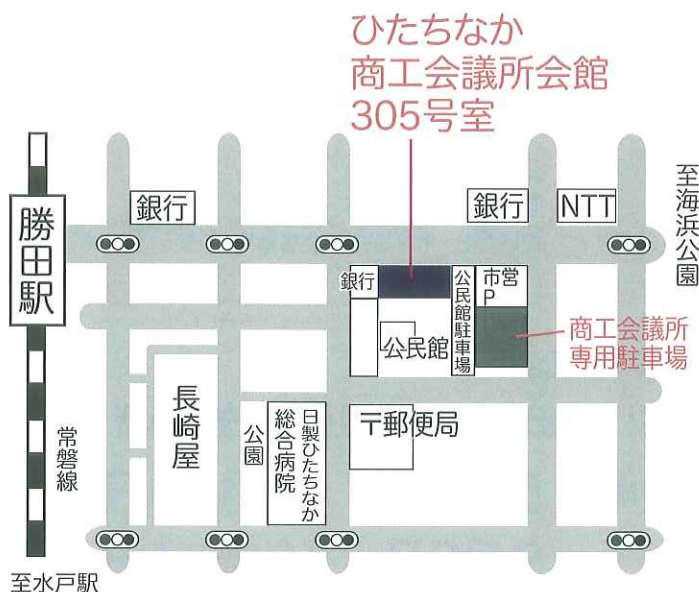 ひたちなか
商工会議所会館
305号室
至海浜公園
銀行
銀行
NTT
勝田駅
銀行
公民館駐車場
市営
P
公民館
商工会議所
専用駐車場
長崎屋
公園
日製ひたちなか
総合病院
〒郵便局
常磐線
至水戸駅